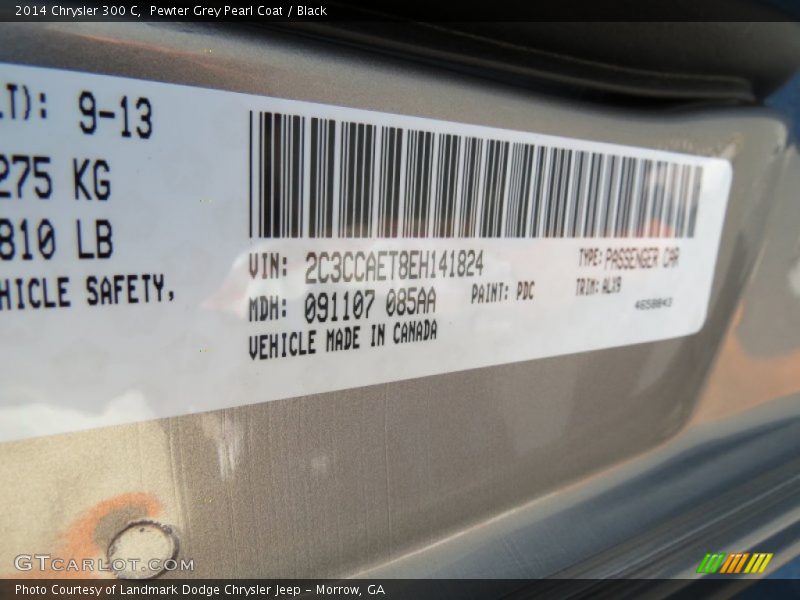 2014 Chrysler 300 C, Pewter Grey Pearl Coat / Black
LT): 9-13
275 KG
810 LB
HICLE SAFETY,
VIN: 2C3CCAET8EH141824
TYPE: PASSENGER CAR
MDH: 091107 085AA
PAINT: PDC
TRIM: ALX9
VEHICLE MADE IN CANADA
4658043
GTCARLOT.COM
Photo Courtesy of Landmark Dodge Chrysler Jeep – Morrow, GA